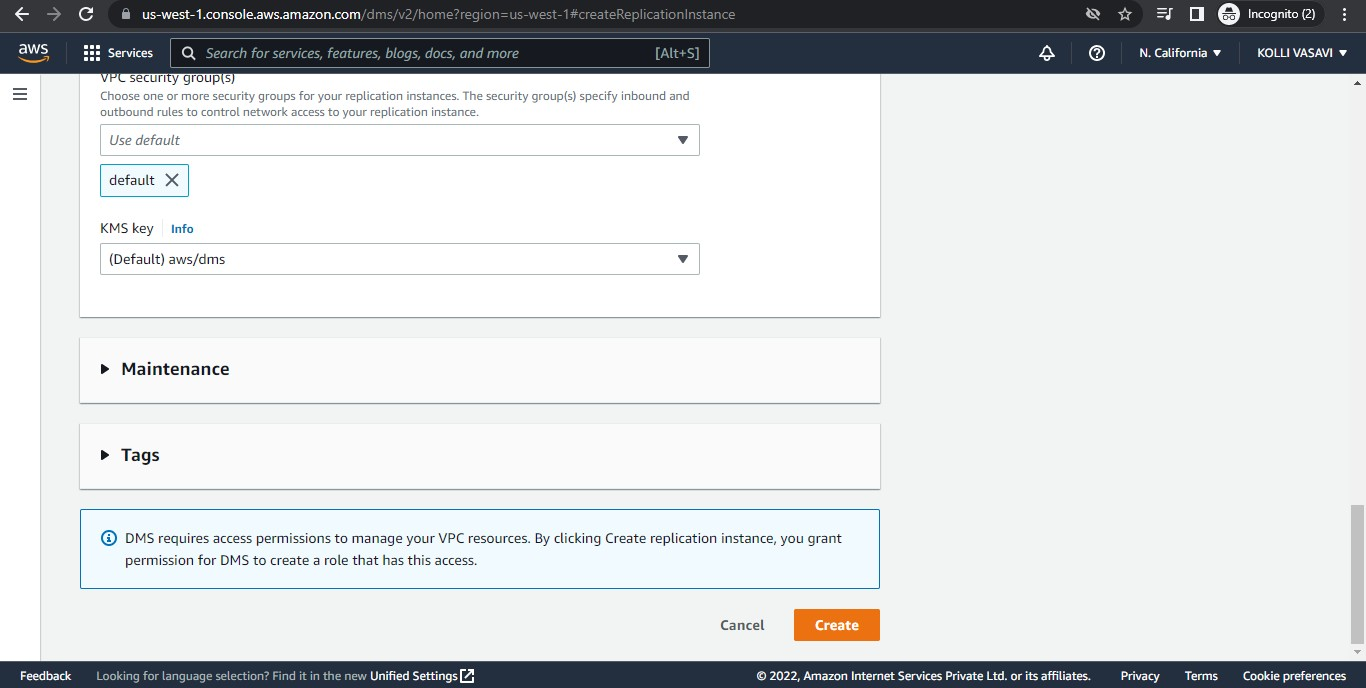 us-west-1.console.aws.amazon.com/dms/v2/home?region=us-west-1#createReplicationInstance
Incognito (2)
aws
Services
Search for services, features, blogs, docs, and more
[Alt+S]
N. California
KOLLI VASAVI
VPC security group(s)
Choose one or more security groups for your replication instances. The security group(s) specify inbound and
outbound rules to control network access to your replication instance.
Use default
default
KMS key
Info
(Default) aws/dms
Maintenance
Tags
DMS requires access permissions to manage your VPC resources. By clicking Create replication instance, you grant
permission for DMS to create a role that has this access.
Cancel
Create
Feedback
Looking for language selection? Find it in the new Unified Settings
© 2022, Amazon Internet Services Private Ltd. or its affiliates.
Privacy
Terms
Cookie preferences